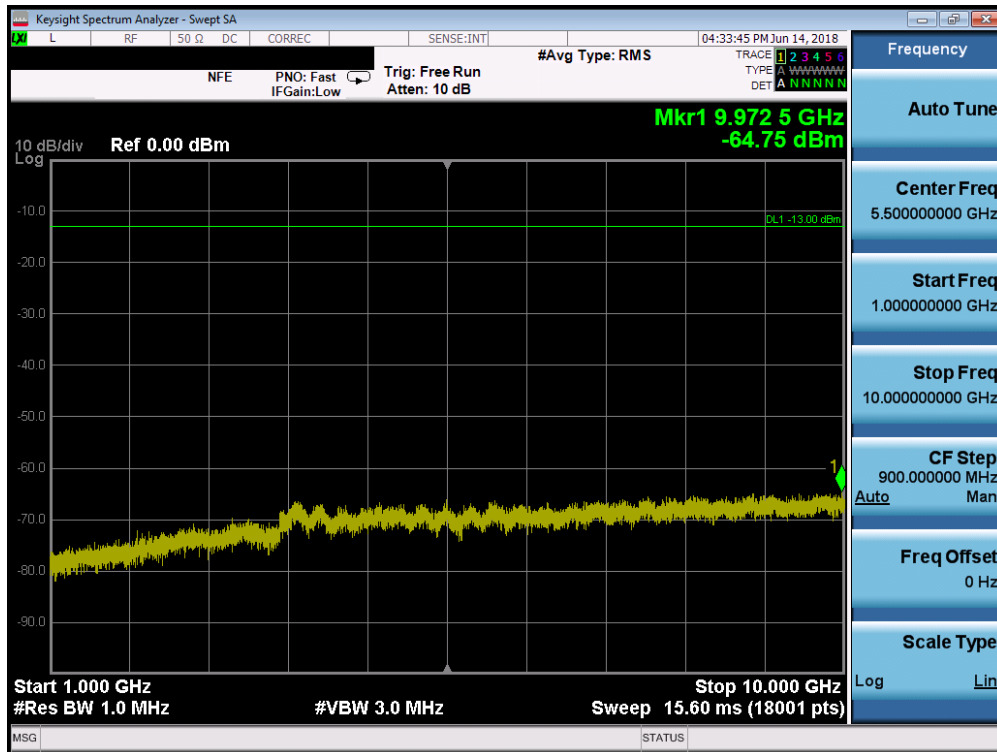 Keysight Spectrum Analyzer - Swept SA
LXI L RF 50 Ω DC CORREC SENSE:INT 04:33:45 PM Jun 14, 2018
NFE PNO: Fast Trig: Free Run #Avg Type: RMS TRACE 1 2 3 4 5 6
IFGain:Low Atten: 10 dB TYPE A WWWWW
DET A N N N N N
Mkr1 9.972 5 GHz
-64.75 dBm
10 dB/div Ref 0.00 dBm
Log
-10.0
DL1 -13.00 dBm
-20.0
-30.0
-40.0
-50.0
-60.0
1
-70.0
-80.0
-90.0
Start 1.000 GHz Stop 10.000 GHz
#Res BW 1.0 MHz #VBW 3.0 MHz Sweep 15.60 ms (18001 pts)
MSG STATUS
Frequency
Auto Tune
Center Freq
5.500000000 GHz
Start Freq
1.000000000 GHz
Stop Freq
10.000000000 GHz
CF Step
900.000000 MHz
Auto Man
Freq Offset
0 Hz
Scale Type
Log Lin